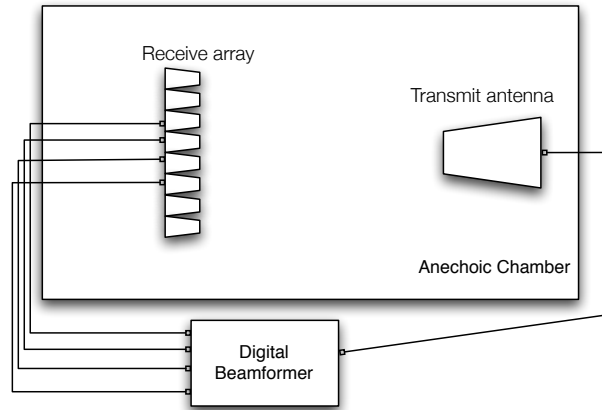 Receive array
Transmit antenna
Anechoic Chamber
Digital
Beamformer